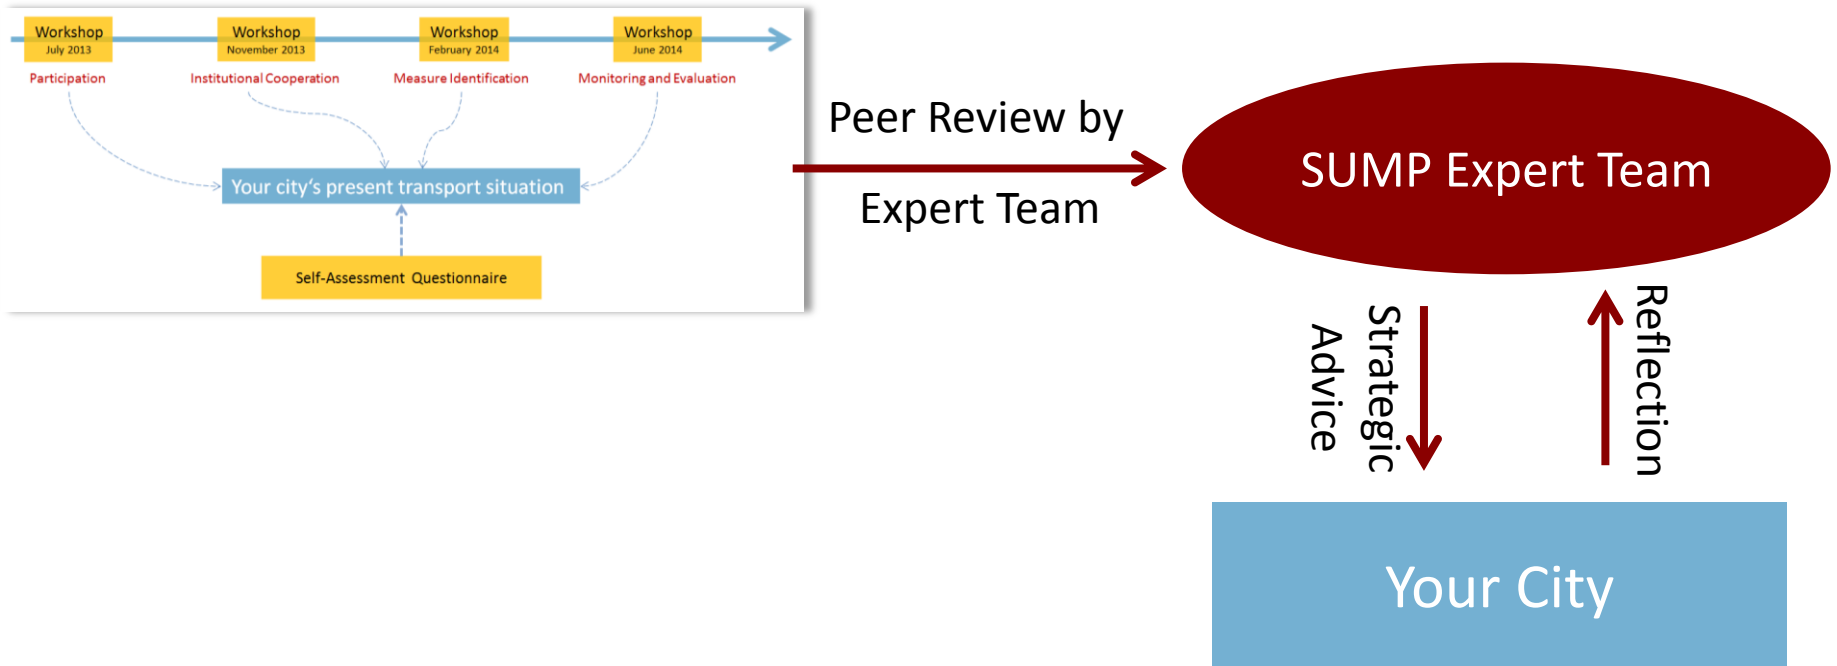 Workshop
July 2013
Workshop
November 2013
Workshop
February 2014
Workshop
June 2014
Participation
Institutional Cooperation
Measure Identification
Monitoring and Evaluation
Your city's present transport situation
Self-Assessment Questionnaire
Peer Review by
Expert Team
SUMP Expert Team
Strategic
Advice
Reflection
Your City